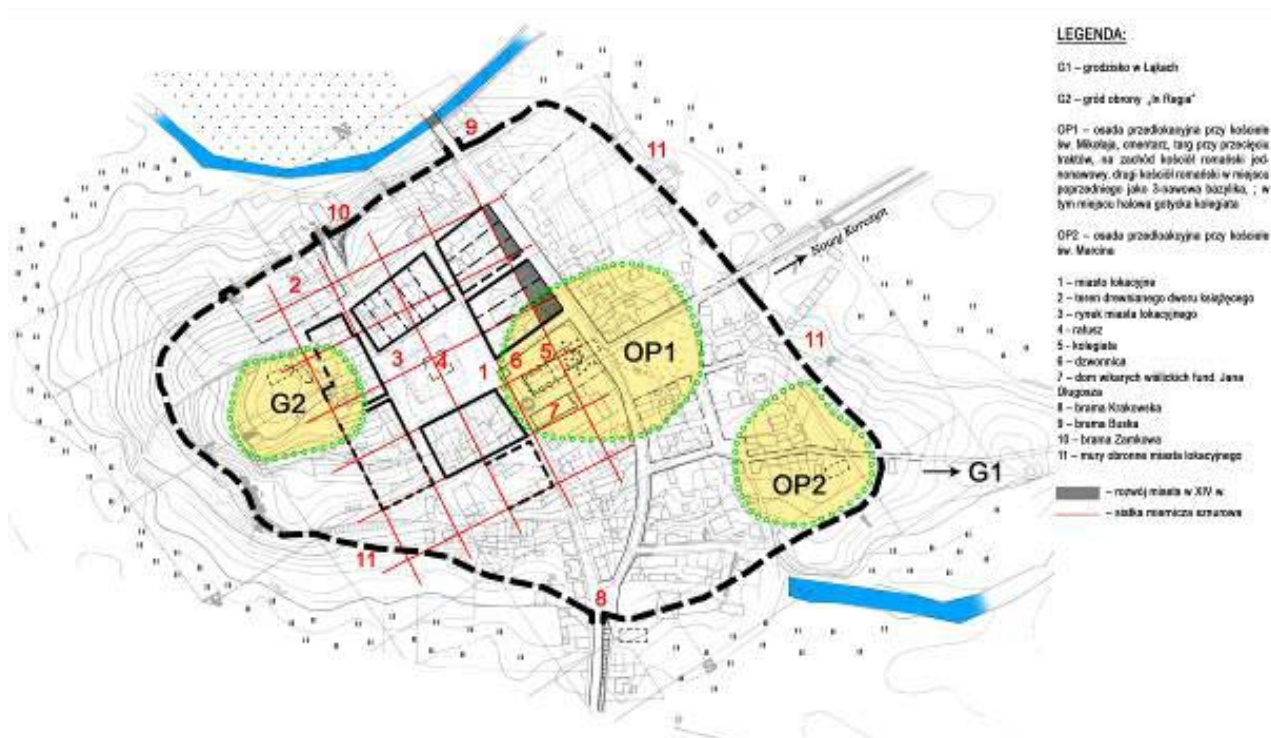 9
11
10
Nowy Korczyn
2
OP1
3
4
1
6
5
11
G2
7
OP2
G1
11
8
LEGENDA:
G1 – grodzisko w Łąkach
G2 – gród obrony „In Regia"
OP1 – osada przedlokacyjna przy kościele
św. Mikołaja, cmentarz, targ przy przecięciu
traktów, na zachód kościół romański jed-
nonawowy, drugi kościół romański w miejscu
poprzedniego jako 3-nawowa bazylika, ; w
tym miejscu halowa gotycka kolegiata
OP2 – osada przedloakcyjna przy kościele
św. Marcina
1 – miasto lokacyjne
2 – teren drewnianego dworu książęcego
3 – rynek miasta lokacyjnego
4 – ratusz
5 - kolegiata
6 – dzwonnica
7 – dom wikarych wiślickich fund. Jana
Długosza
8 – brama Krakowska
9 – brama Buska
10 – brama Zamkowa
11 – mury obronne miasta lokacyjnego
– rozwój miasta w XIV w
– siatka miernicza sznurowa